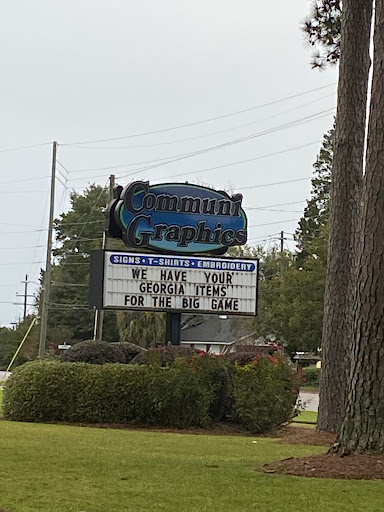 Communi
Graphics
SIGNS • T-SHIRTS • EMBROIDERY
WE HAVE YOUR
GEORGIA ITEMS
FOR THE BIG GAME